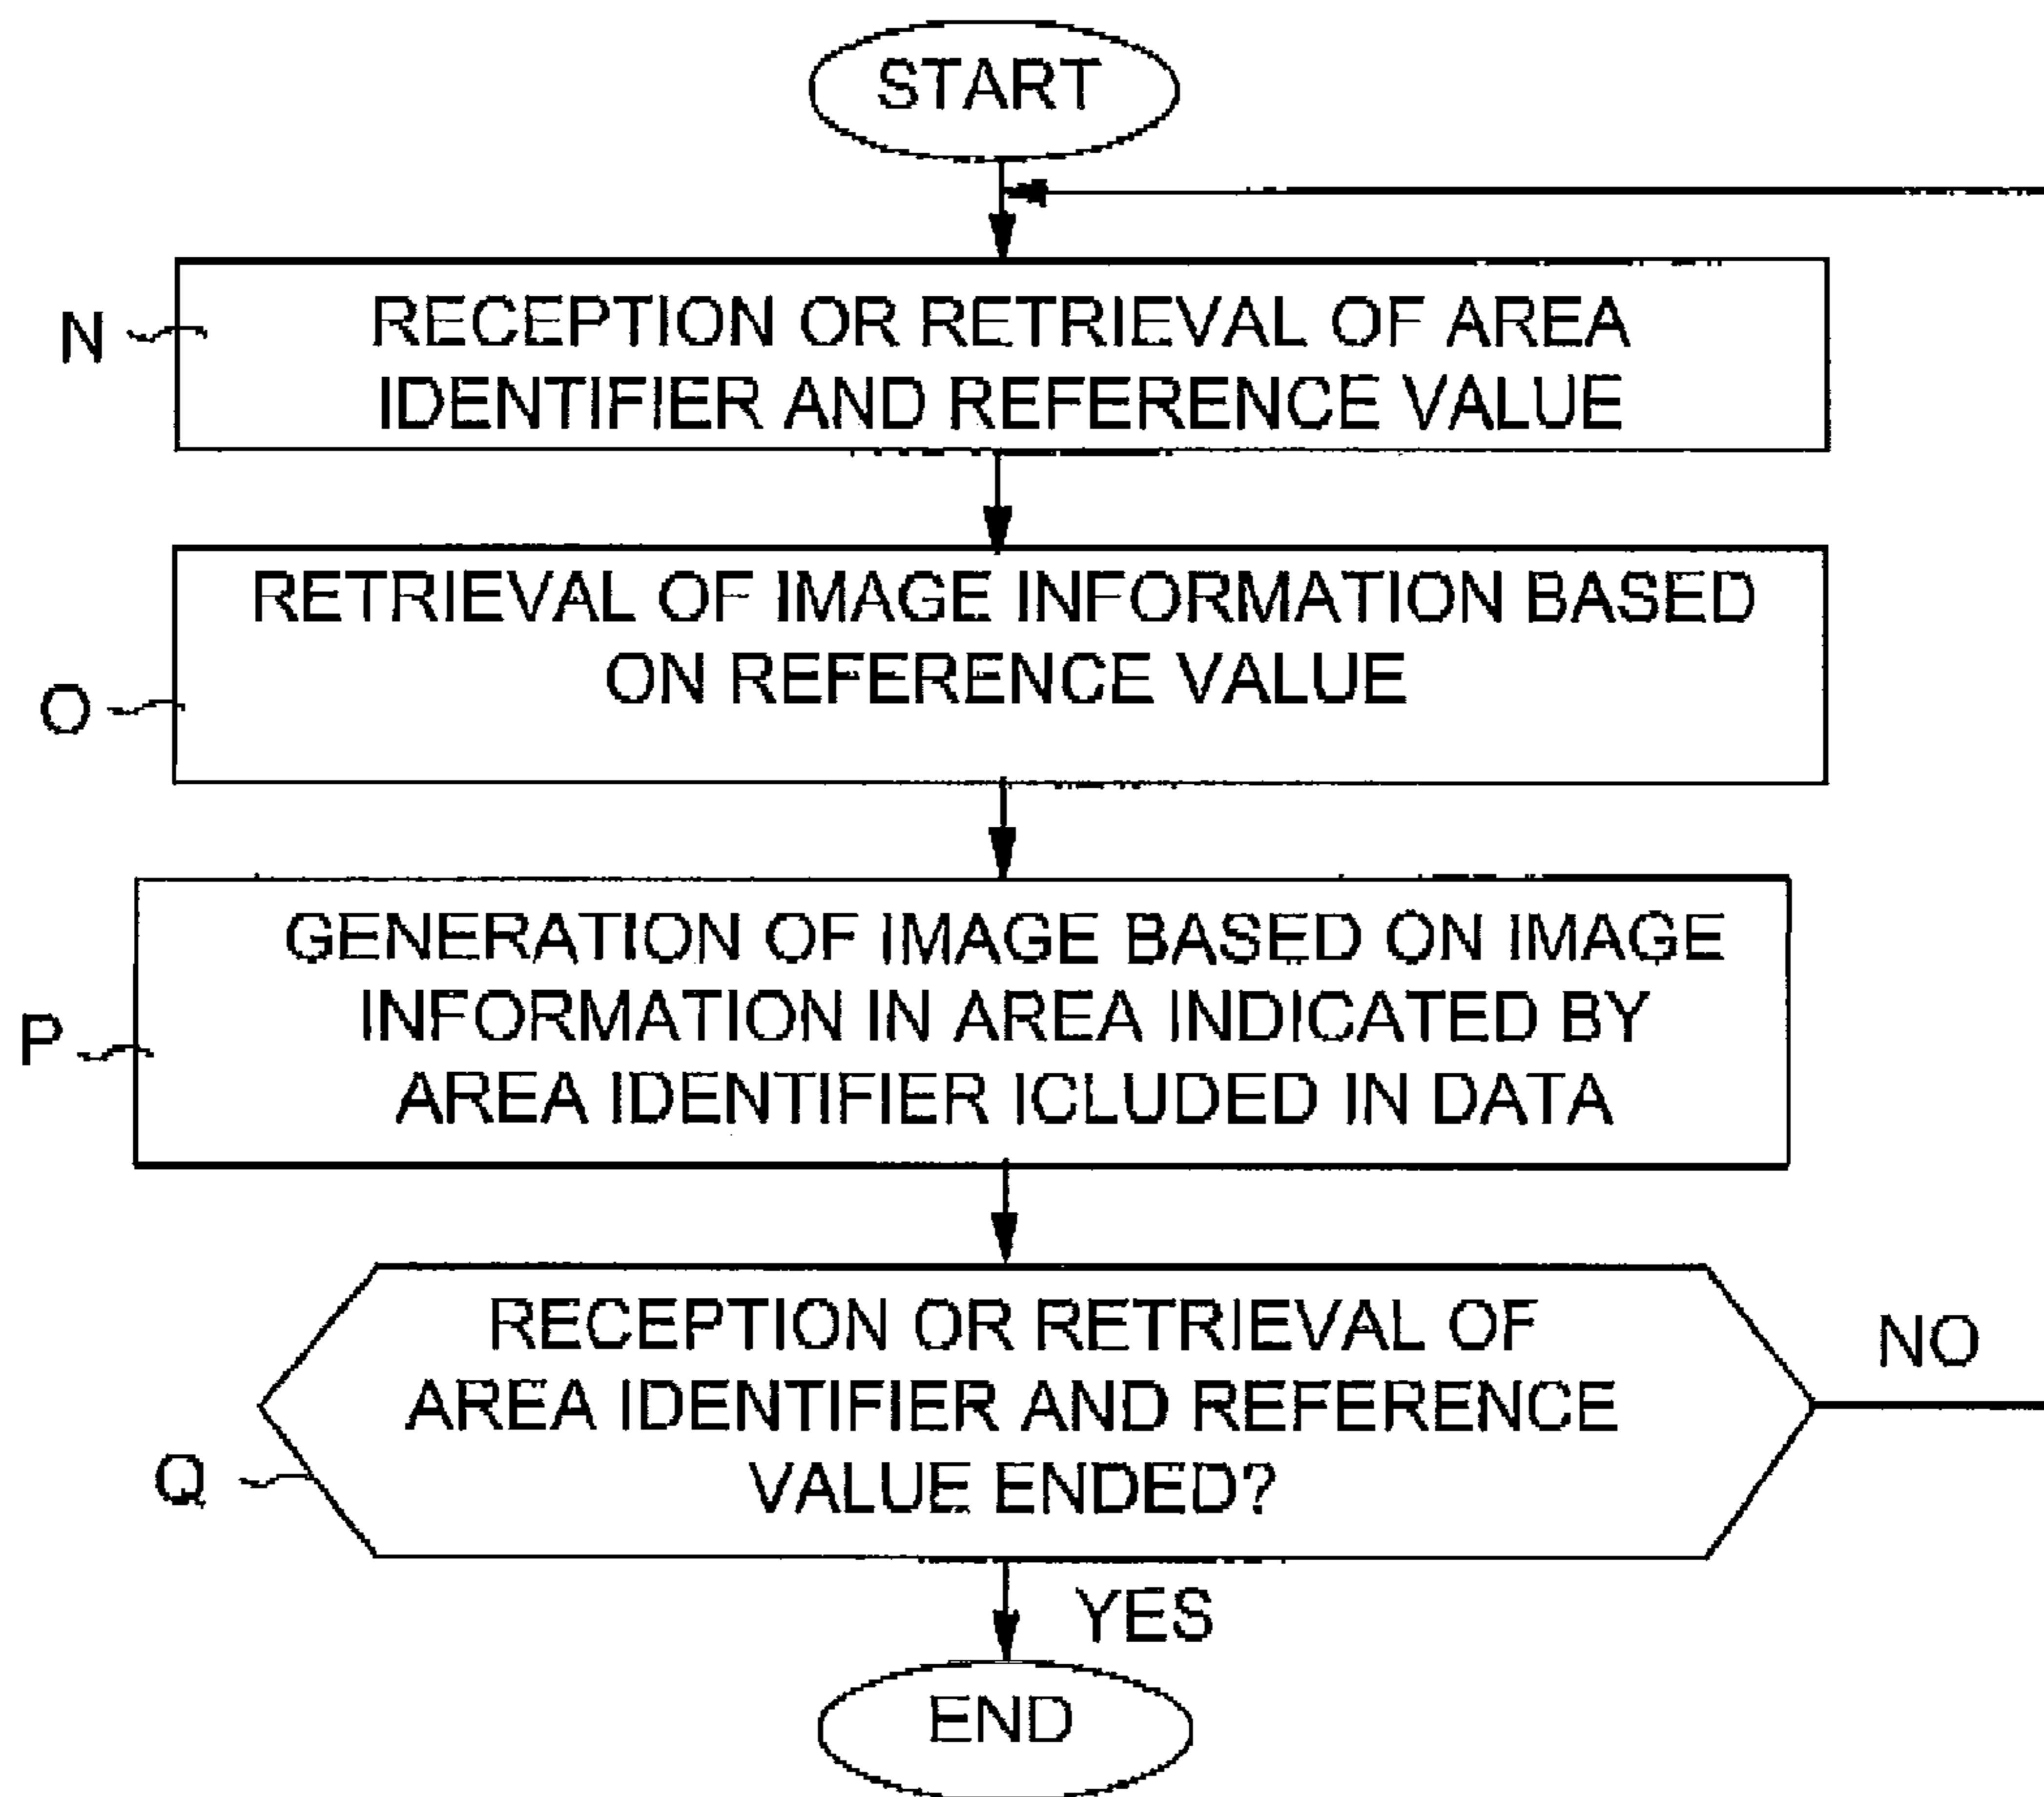 START
N
RECEPTION OR RETRIEVAL OF AREA
IDENTIFIER AND REFERENCE VALUE
RETRIEVAL OF IMAGE INFORMATION BASED
ON REFERENCE VALUE
O
GENERATION OF IMAGE BASED ON IMAGE
INFORMATION IN AREA INDICATED BY
AREA IDENTIFIER ICLUDED IN DATA
P
RECEPTION OR RETRIEVAL OF
AREA IDENTIFIER AND REFERENCE
VALUE ENDED?
Q
NO
YES
END